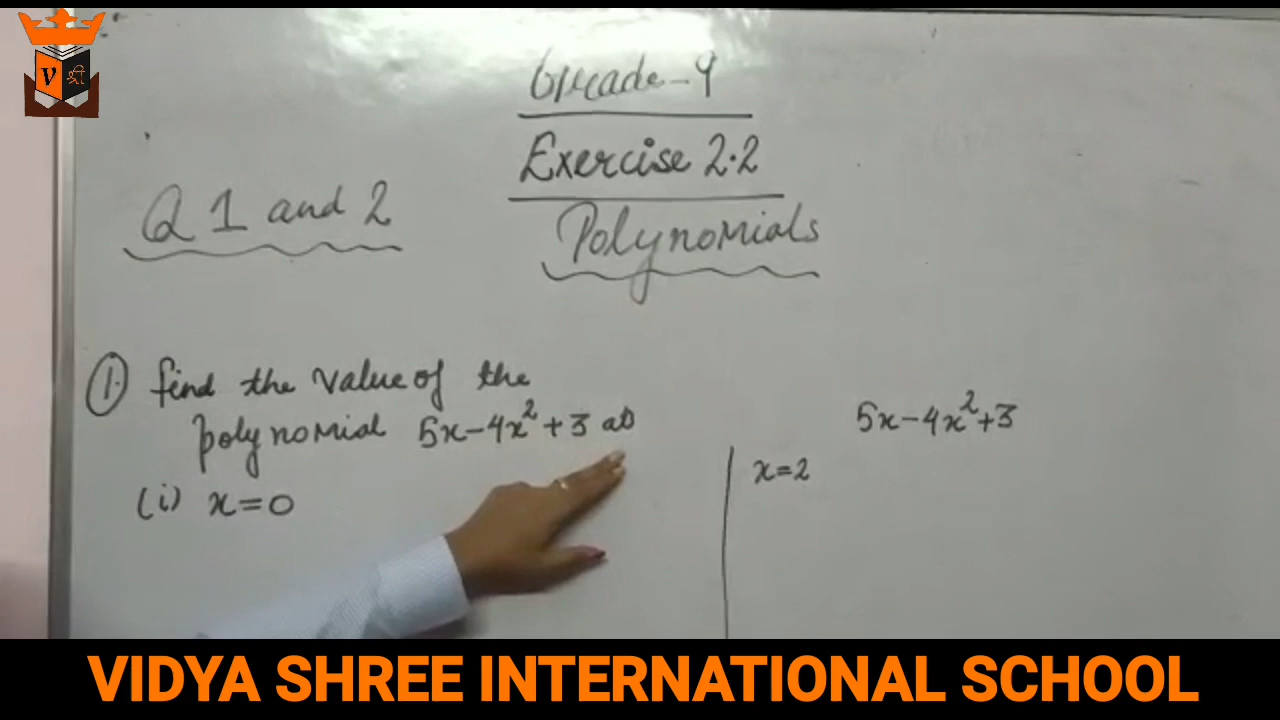 V श्री
Grade-9
Exercise 2.2
Q 1 and 2
Polynomials
1. find the value of the
polynomial 5x-4x²+3 at
(i) x=0
5x-4x²+3
x=2
VIDYA SHREE INTERNATIONAL SCHOOL